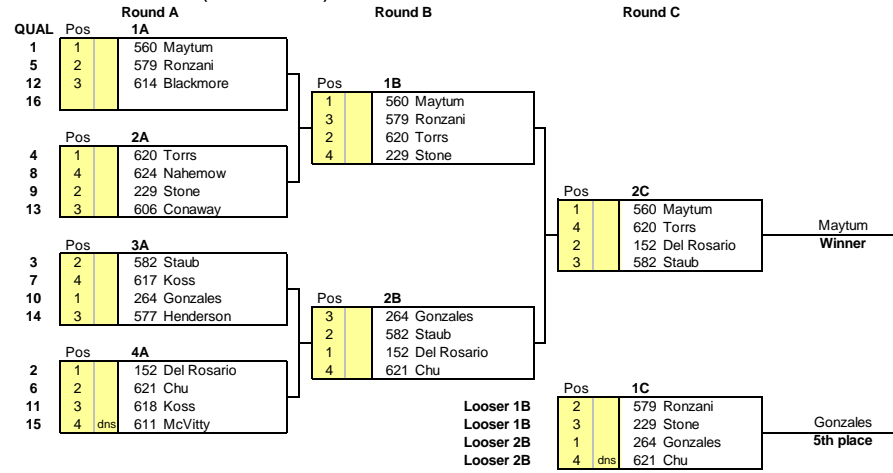 Round A Round B Round C
QUAL Pos 1A
1 1 560 Maytum
5 2 579 Ronzani
12 3 614 Blackmore
16
Pos 2A
4 1 620 Torrs
8 4 624 Nahemow
9 2 229 Stone
13 3 606 Conaway
Pos 3A
3 2 582 Staub
7 4 617 Koss
10 1 264 Gonzales
14 3 577 Henderson
Pos 4A
2 1 152 Del Rosario
6 2 621 Chu
11 3 618 Koss
15 4 dns 611 McVitty
Pos 1B
1 560 Maytum
3 579 Ronzani
2 620 Torrs
4 229 Stone
Pos 2B
3 264 Gonzales
2 582 Staub
1 152 Del Rosario
4 621 Chu
Pos 2C
1 560 Maytum
4 620 Torrs
2 152 Del Rosario
3 582 Staub
Maytum
Winner
Pos 1C
Looser 1B 2 579 Ronzani
Looser 1B 3 229 Stone
Looser 2B 1 264 Gonzales
Looser 2B 4 dns 621 Chu
Gonzales
5th place